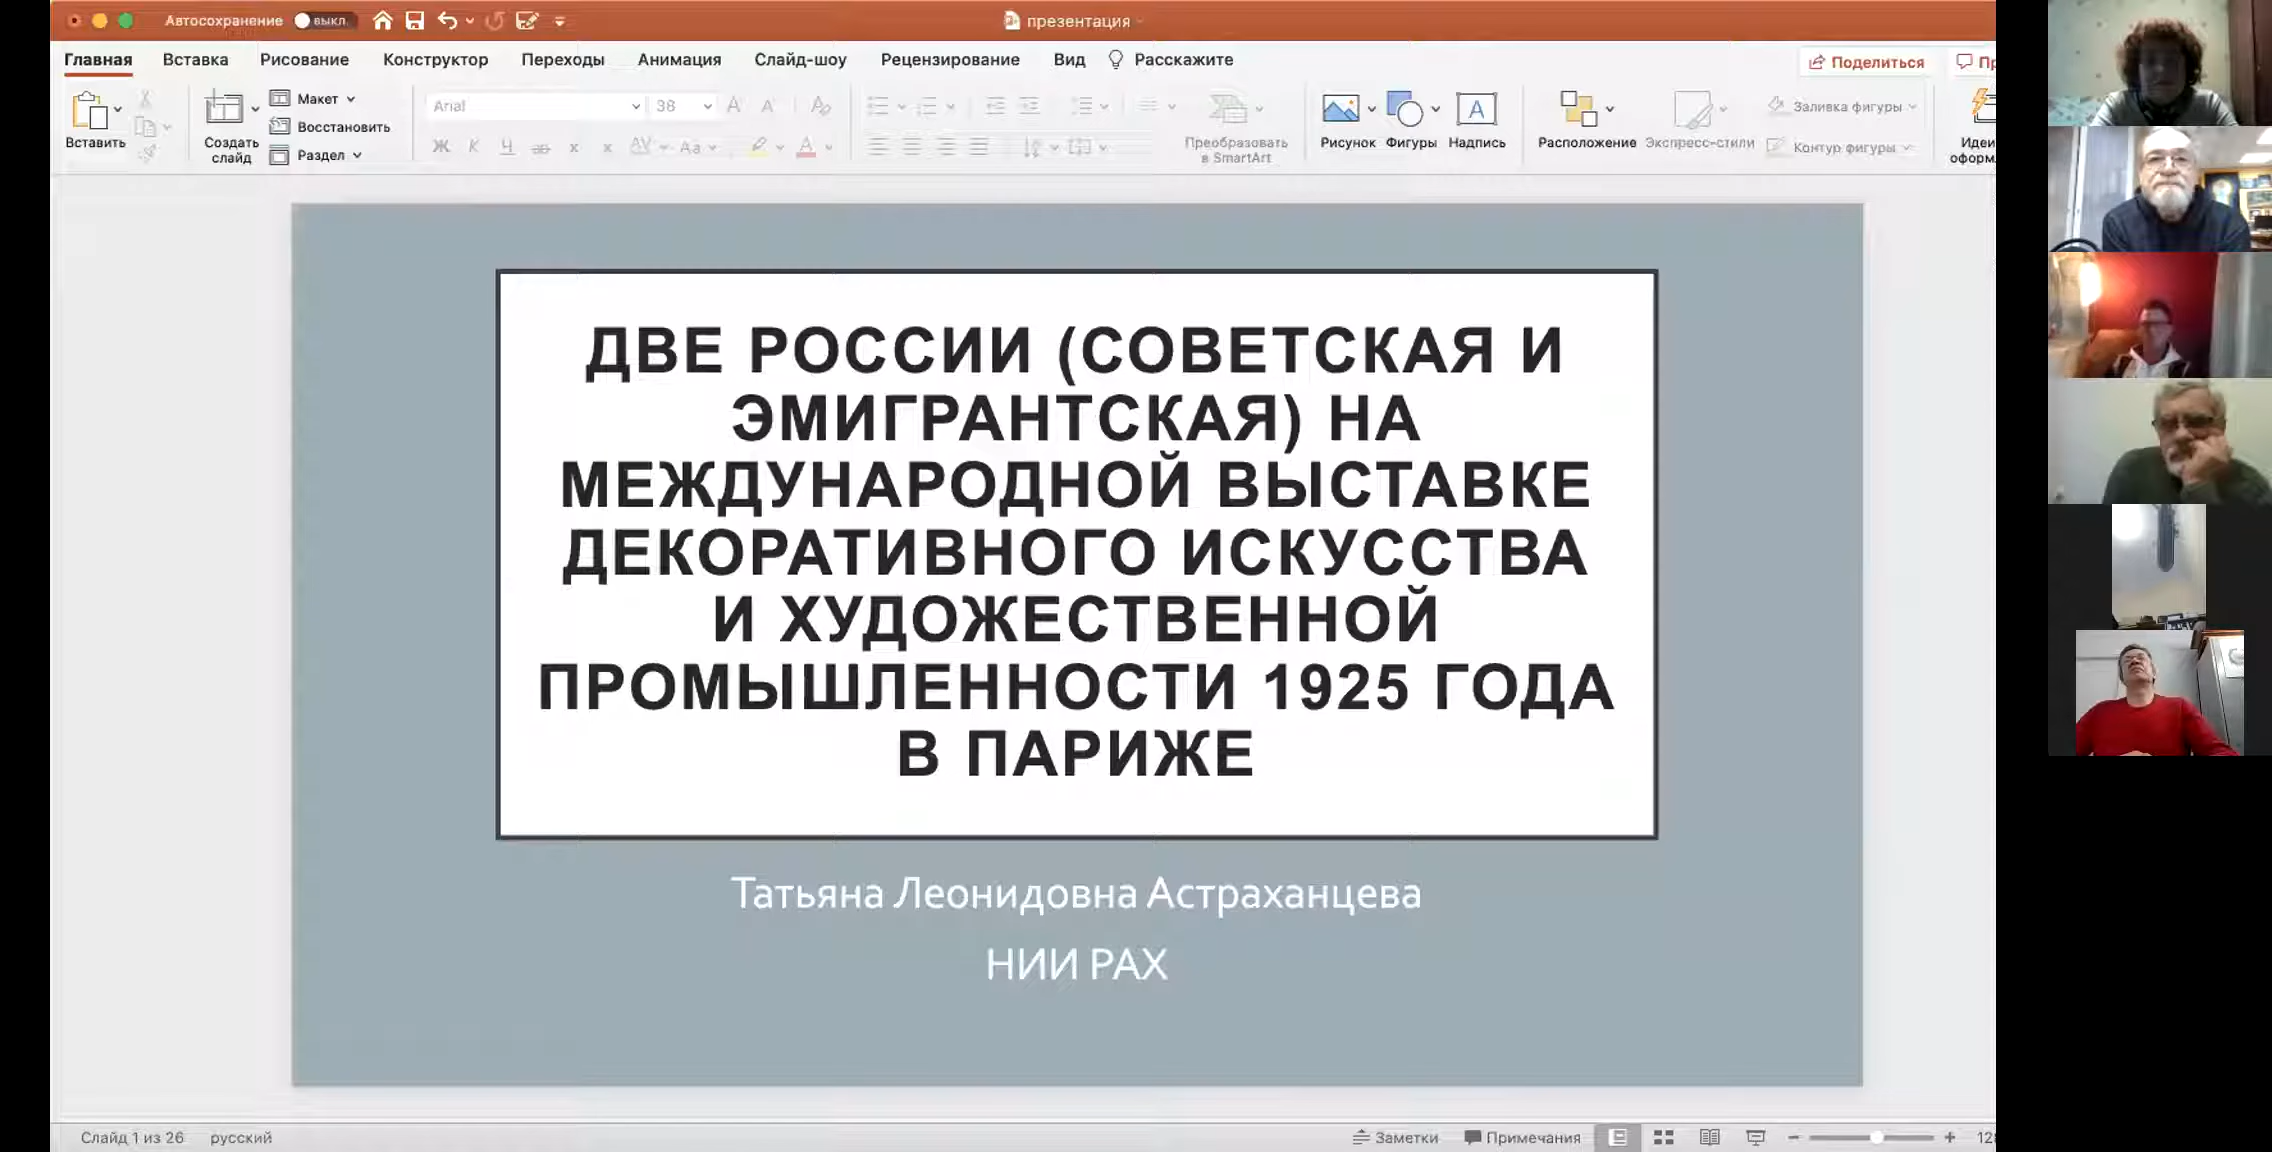 Автосохранение выкл.
презентация
Главная Вставка Рисование Конструктор Переходы Анимация Слайд-шоу Рецензирование Вид Расскажите
Поделиться
Вставить
Создать слайд
Макет
Восстановить
Раздел
Arial 38
Ж К Ч ab x x AV Aa A
Преобразовать в SmartArt
Рисунок Фигуры Надпись
Расположение Экспресс-стили
Заливка фигуры
Контур фигуры
ДВЕ РОССИИ (СОВЕТСКАЯ И
ЭМИГРАНТСКАЯ) НА
МЕЖДУНАРОДНОЙ ВЫСТАВКЕ
ДЕКОРАТИВНОГО ИСКУССТВА
И ХУДОЖЕСТВЕННОЙ
ПРОМЫШЛЕННОСТИ 1925 ГОДА
В ПАРИЖЕ
Татьяна Леонидовна Астраханцева
НИИ РАХ
Слайд 1 из 26 русский Заметки Примечания